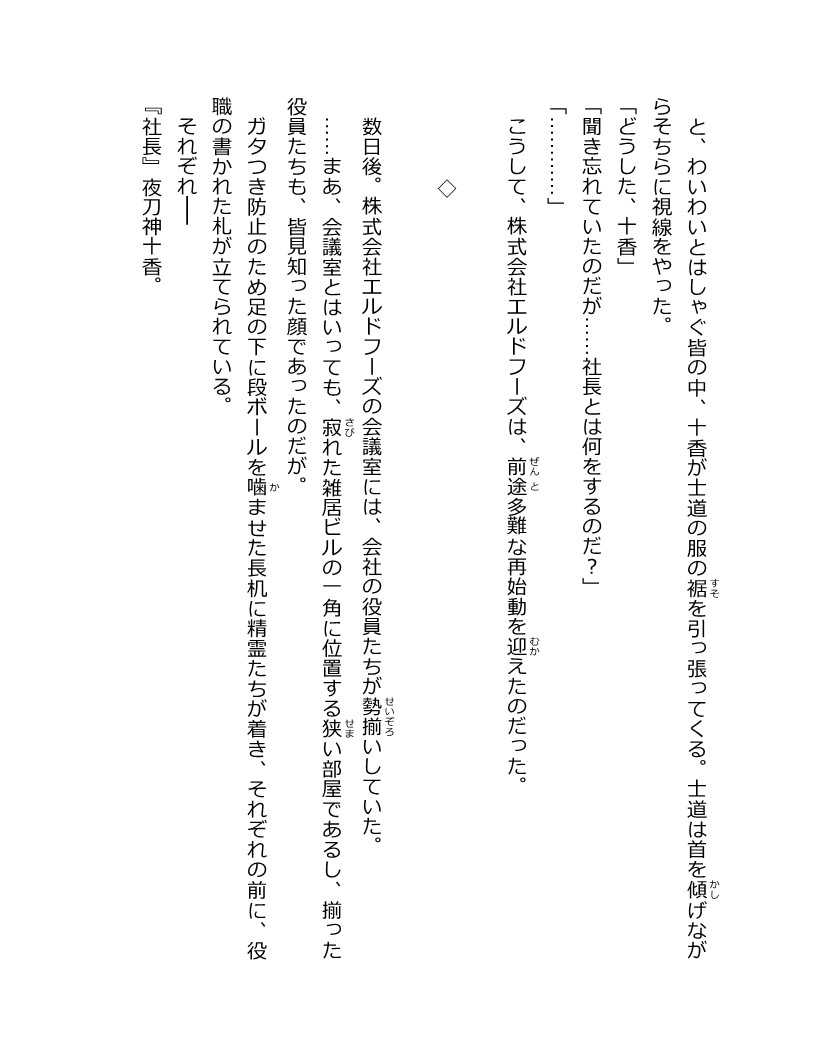 と、わいわいとはしゃぐ皆の中、十香が士道の服の裾を引っ張ってくる。士道は首を傾げなが
らそちらに視線をやった。
「どうした、十香」
「聞き忘れていたのだが……社長とは何をするのだ？」
「…………」
こうして、株式会社エルドフーズは、前途多難な再始動を迎えたのだった。
◇
数日後。株式会社エルドフーズの会議室には、会社の役員たちが勢揃いしていた。
……まあ、会議室とはいっても、寂れた雑居ビルの一角に位置する狭い部屋であるし、揃った
役員たちも、皆見知った顔であったのだが。
ガタつき防止のため足の下に段ボールを噛ませた長机に精霊たちが着き、それぞれの前に、役
職の書かれた札が立てられている。
それぞれ――
『社長』夜刀神十香。